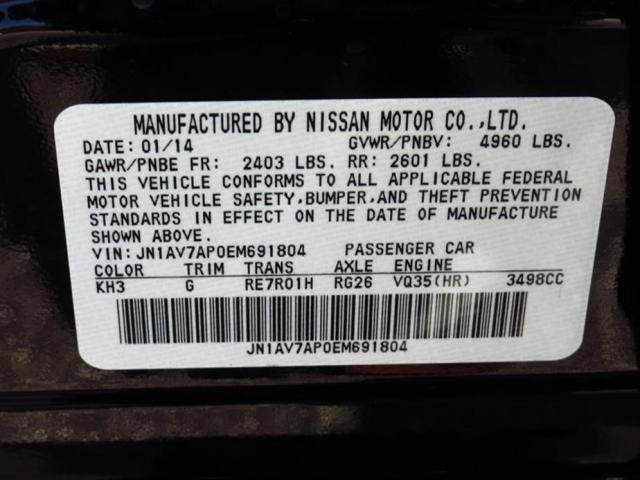 MANUFACTURED BY NISSAN MOTOR CO.,LTD.
DATE: 01/14 GVWR/PNBV: 4960 LBS.
GAWR/PNBE FR: 2403 LBS. RR: 2601 LBS.
THIS VEHICLE CONFORMS TO ALL APPLICABLE FEDERAL
MOTOR VEHICLE SAFETY,BUMPER,AND THEFT PREVENTION
STANDARDS IN EFFECT ON THE DATE OF MANUFACTURE
SHOWN ABOVE.
VIN: JN1AV7AP0EM691804 PASSENGER CAR
COLOR TRIM TRANS AXLE ENGINE
KH3 G RE7R01H RG26 VQ35(HR) 3498CC
JN1AV7AP0EM691804